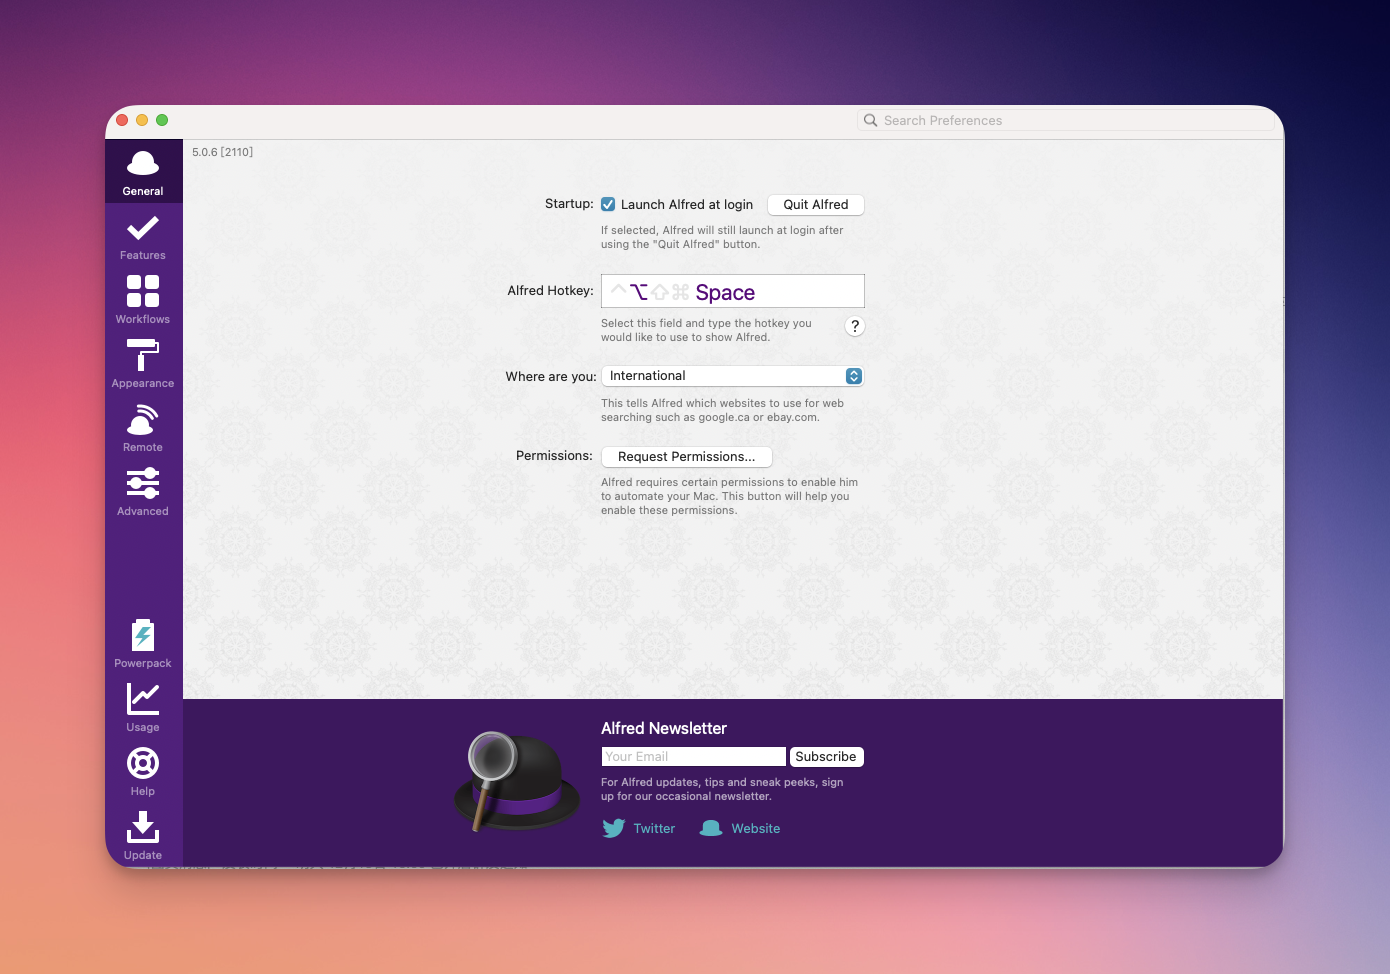 Search Preferences
5.0.6 [2110]
General
Features
Workflows
Appearance
Remote
Advanced
Powerpack
Usage
Help
Update
Startup:
Launch Alfred at login
Quit Alfred
If selected, Alfred will still launch at login after
using the "Quit Alfred" button.
Alfred Hotkey:
^⌥⇧⌘ Space
Select this field and type the hotkey you
would like to use to show Alfred.
?
Where are you:
International
This tells Alfred which websites to use for web
searching such as google.ca or ebay.com.
Permissions:
Request Permissions...
Alfred requires certain permissions to enable him
to automate your Mac. This button will help you
enable these permissions.
Alfred Newsletter
Your Email
Subscribe
For Alfred updates, tips and sneak peeks, sign
up for our occasional newsletter.
Twitter
Website